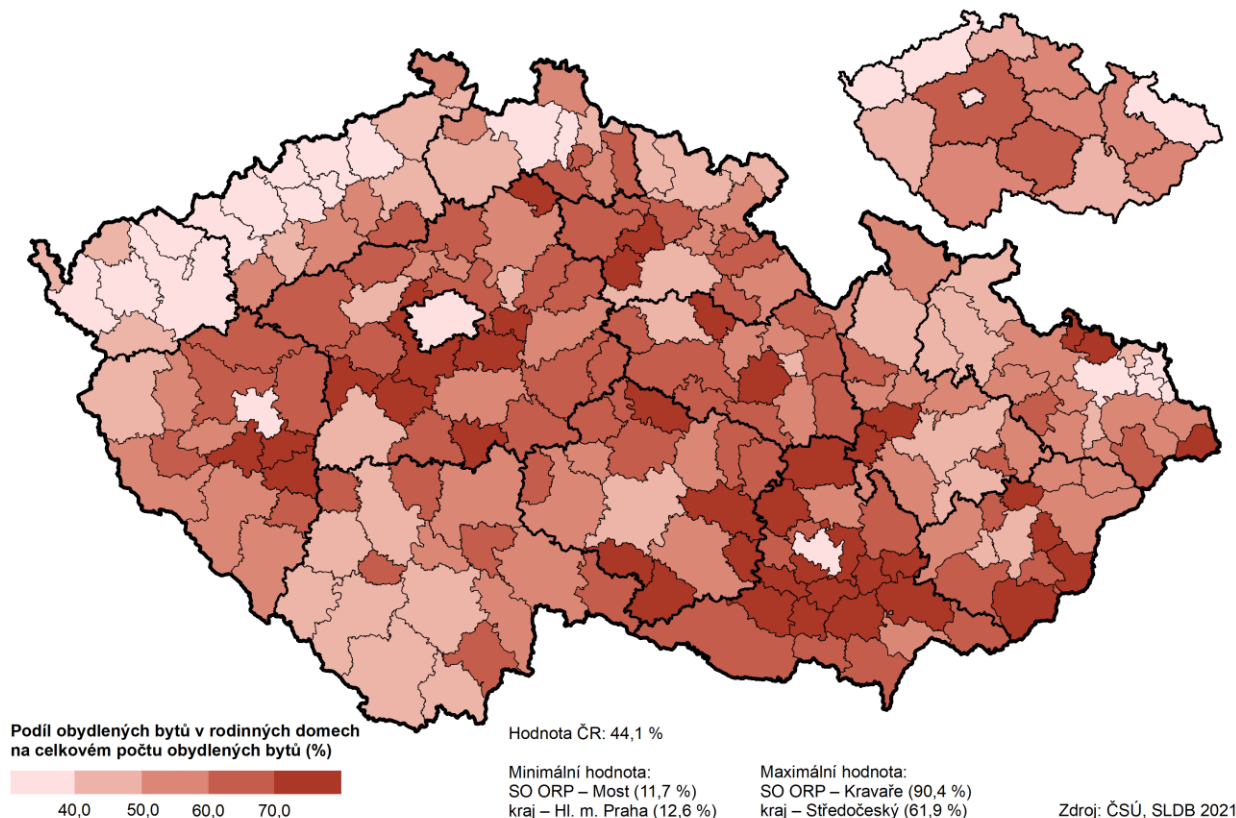 Podíl obydlených bytů v rodinných domech
na celkovém počtu obydlených bytů (%)
40,0 50,0 60,0 70,0
Hodnota ČR: 44,1 %
Minimální hodnota:
SO ORP – Most (11,7 %)
kraj – Hl. m. Praha (12,6 %)
Maximální hodnota:
SO ORP – Kravaře (90,4 %)
kraj – Středočeský (61,9 %)
Zdroj: ČSÚ, SLDB 2021